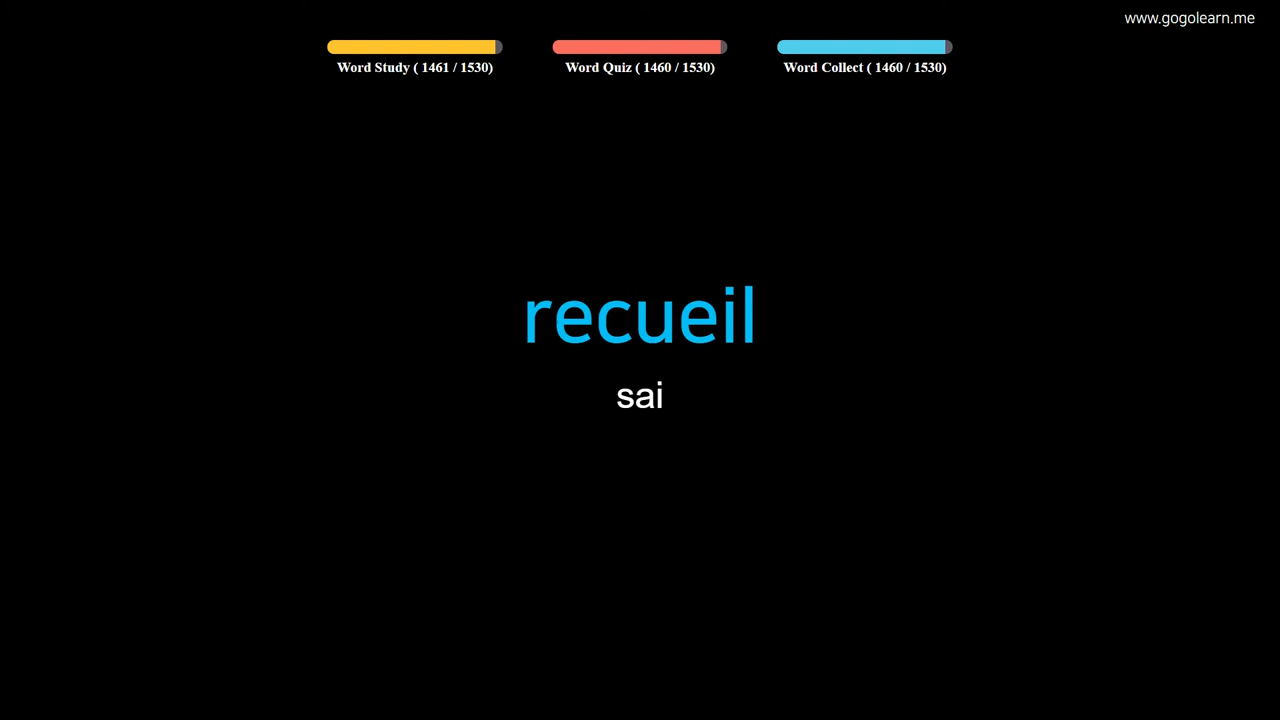 www.gogolearn.me
Word Study ( 1461 / 1530)
Word Quiz ( 1460 / 1530)
Word Collect ( 1460 / 1530)
recueil
sai